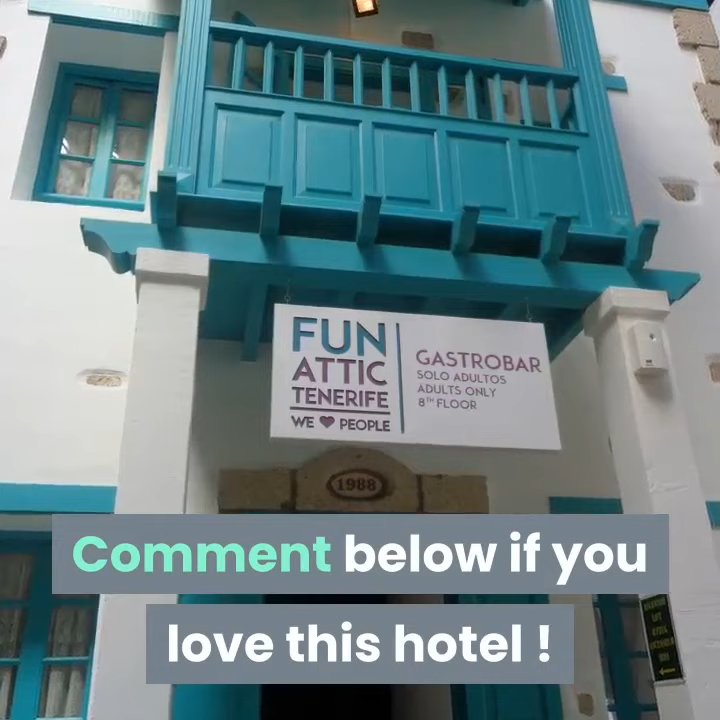 FUN
ATTIC
TENERIFE
WE ❤ PEOPLE
GASTROBAR
SOLO ADULTOS
ADULTS ONLY
8TH FLOOR
1988
Comment below if you
love this hotel !